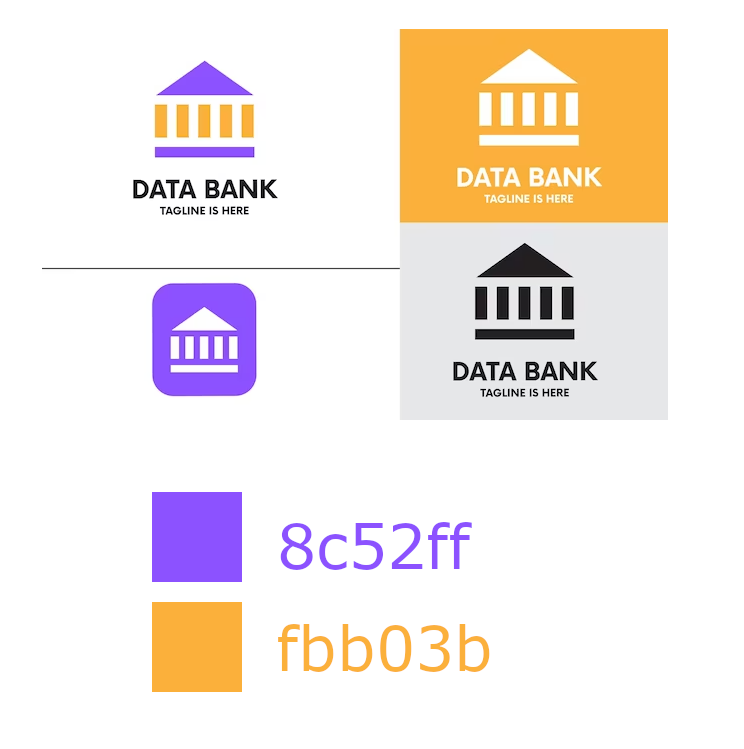 DATA BANK
TAGLINE IS HERE
DATA BANK
TAGLINE IS HERE
DATA BANK
TAGLINE IS HERE
8c52ff
fbb03b